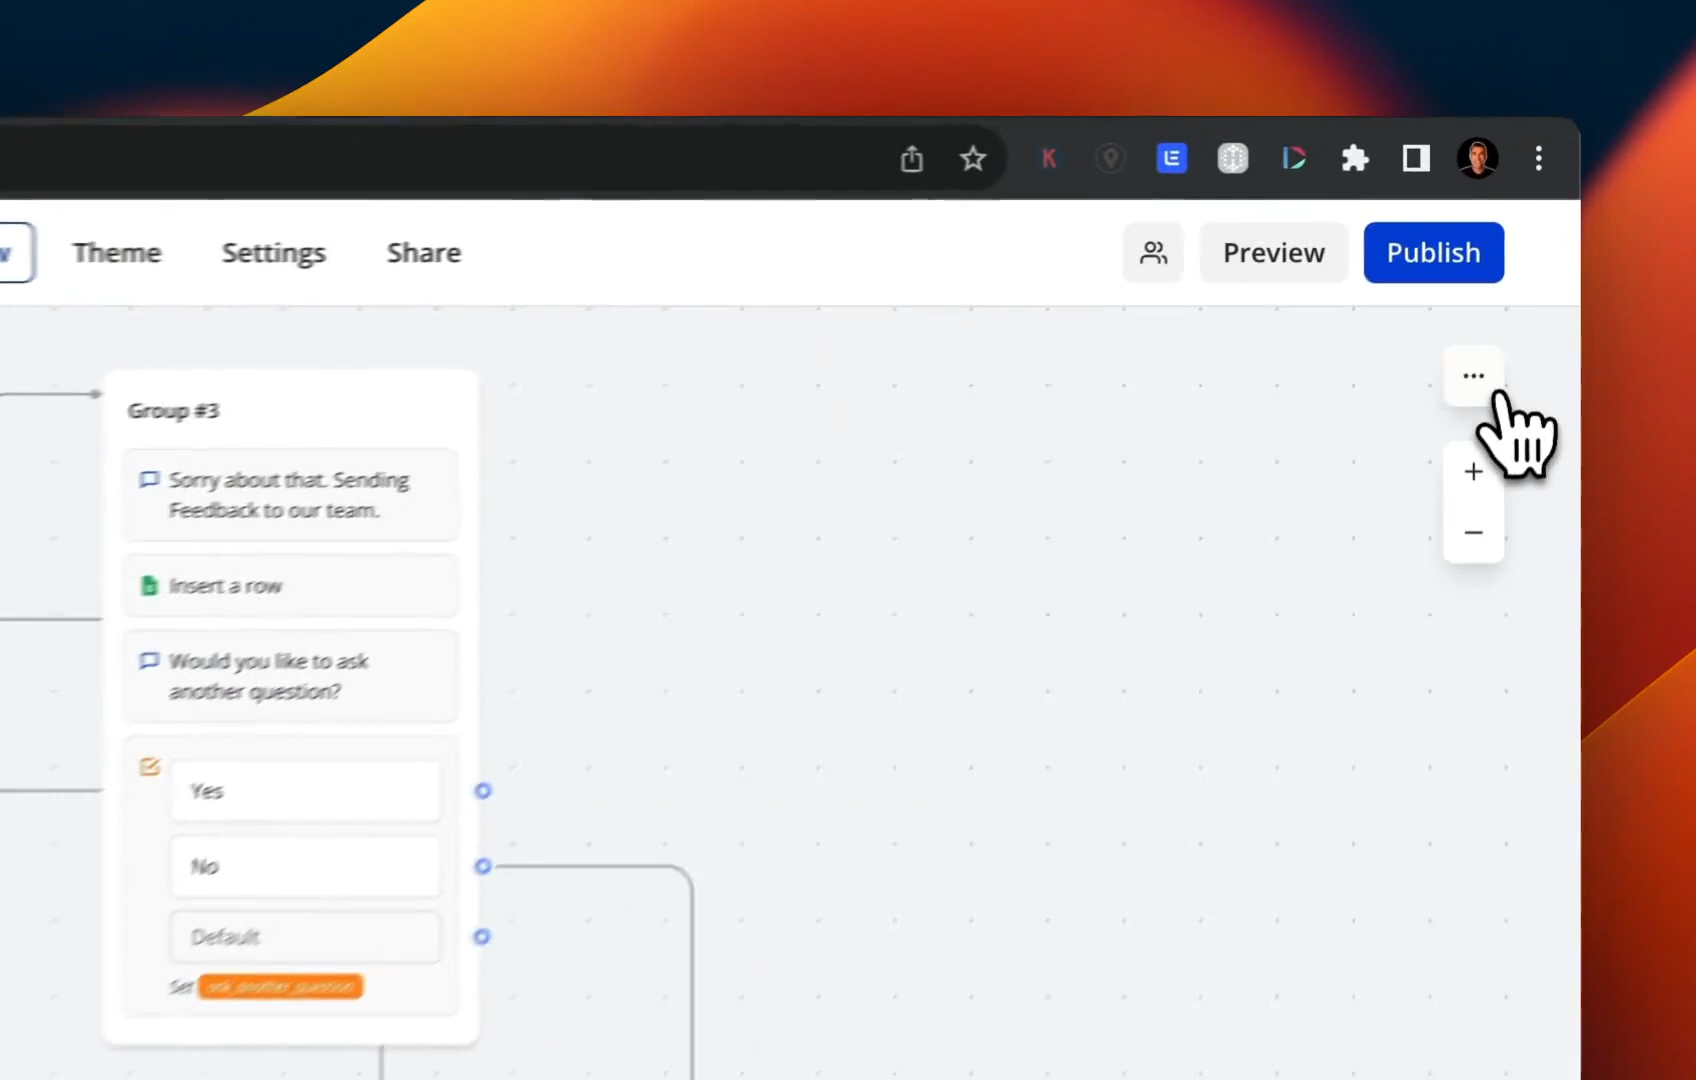 K
Theme
Settings
Share
Preview
Publish
Group #3
Sorry about that. Sending
Feedback to our team.
Insert a row
Would you like to ask
another question?
Yes
No
Default
Set ask_another_question